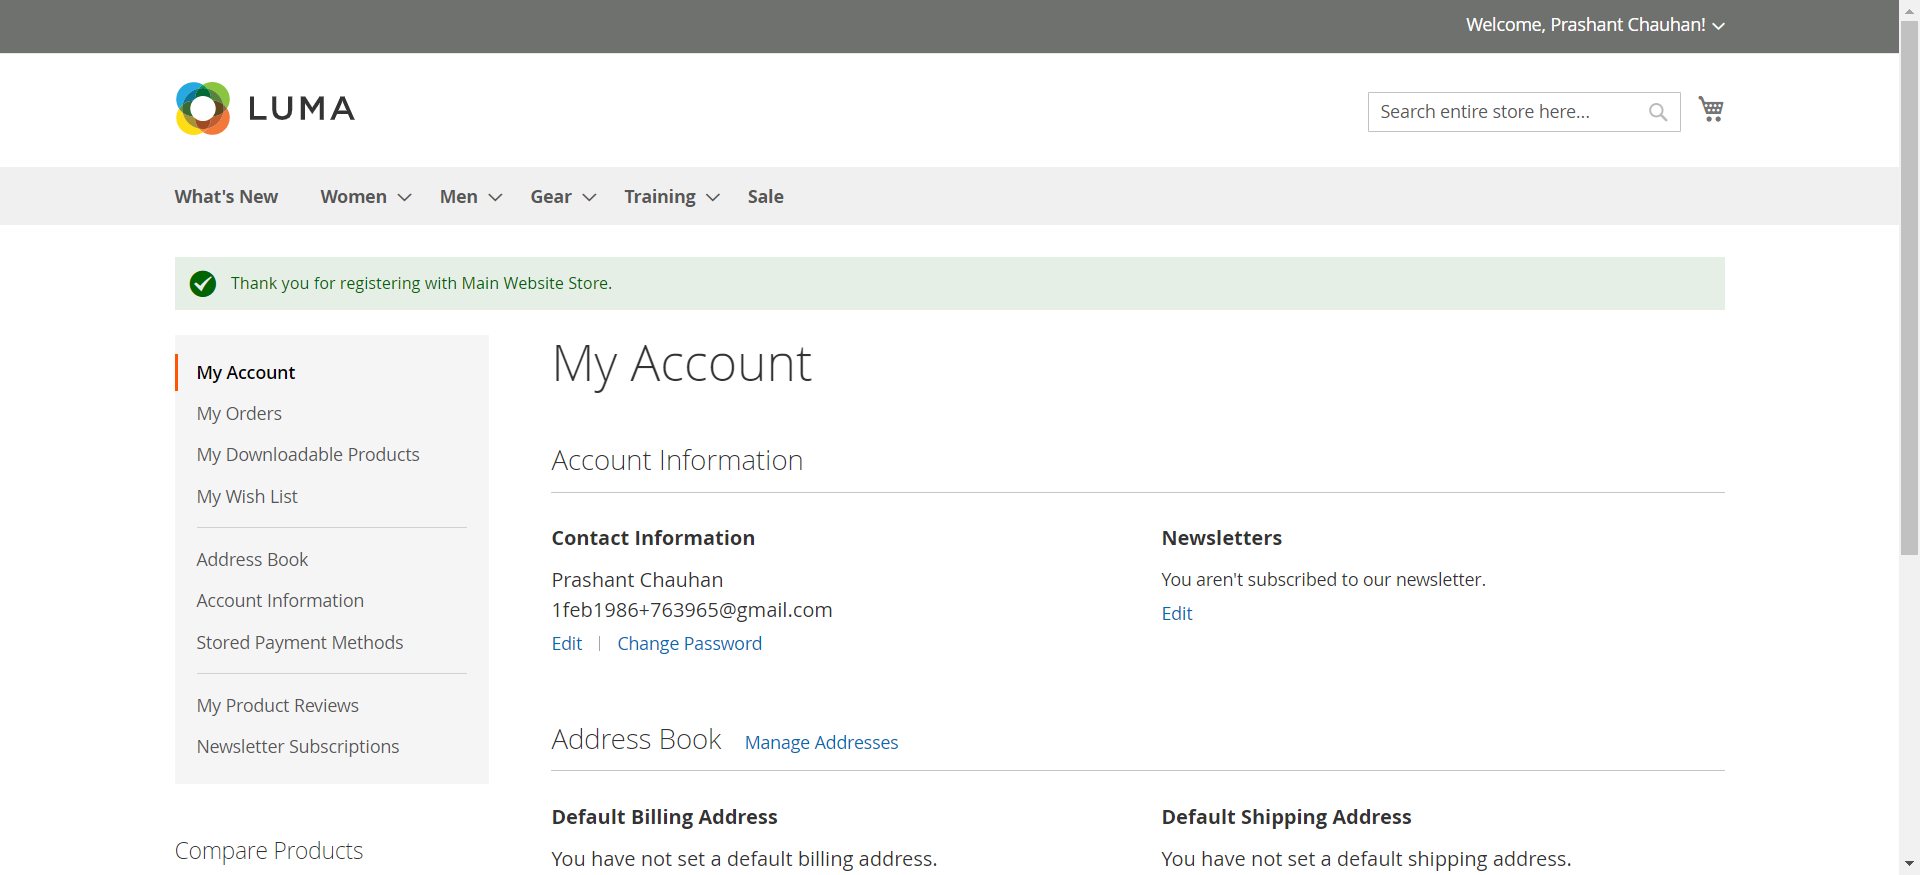 Welcome, Prashant Chauhan!
LUMA
Search entire store here...
What's New Women Men Gear Training Sale
Thank you for registering with Main Website Store.
My Account
My Orders
My Downloadable Products
My Wish List
Address Book
Account Information
Stored Payment Methods
My Product Reviews
Newsletter Subscriptions
Compare Products
My Account
Account Information
Contact Information
Prashant Chauhan
1feb1986+763965@gmail.com
Edit | Change Password
Newsletters
You aren't subscribed to our newsletter.
Edit
Address Book Manage Addresses
Default Billing Address
You have not set a default billing address.
Default Shipping Address
You have not set a default shipping address.